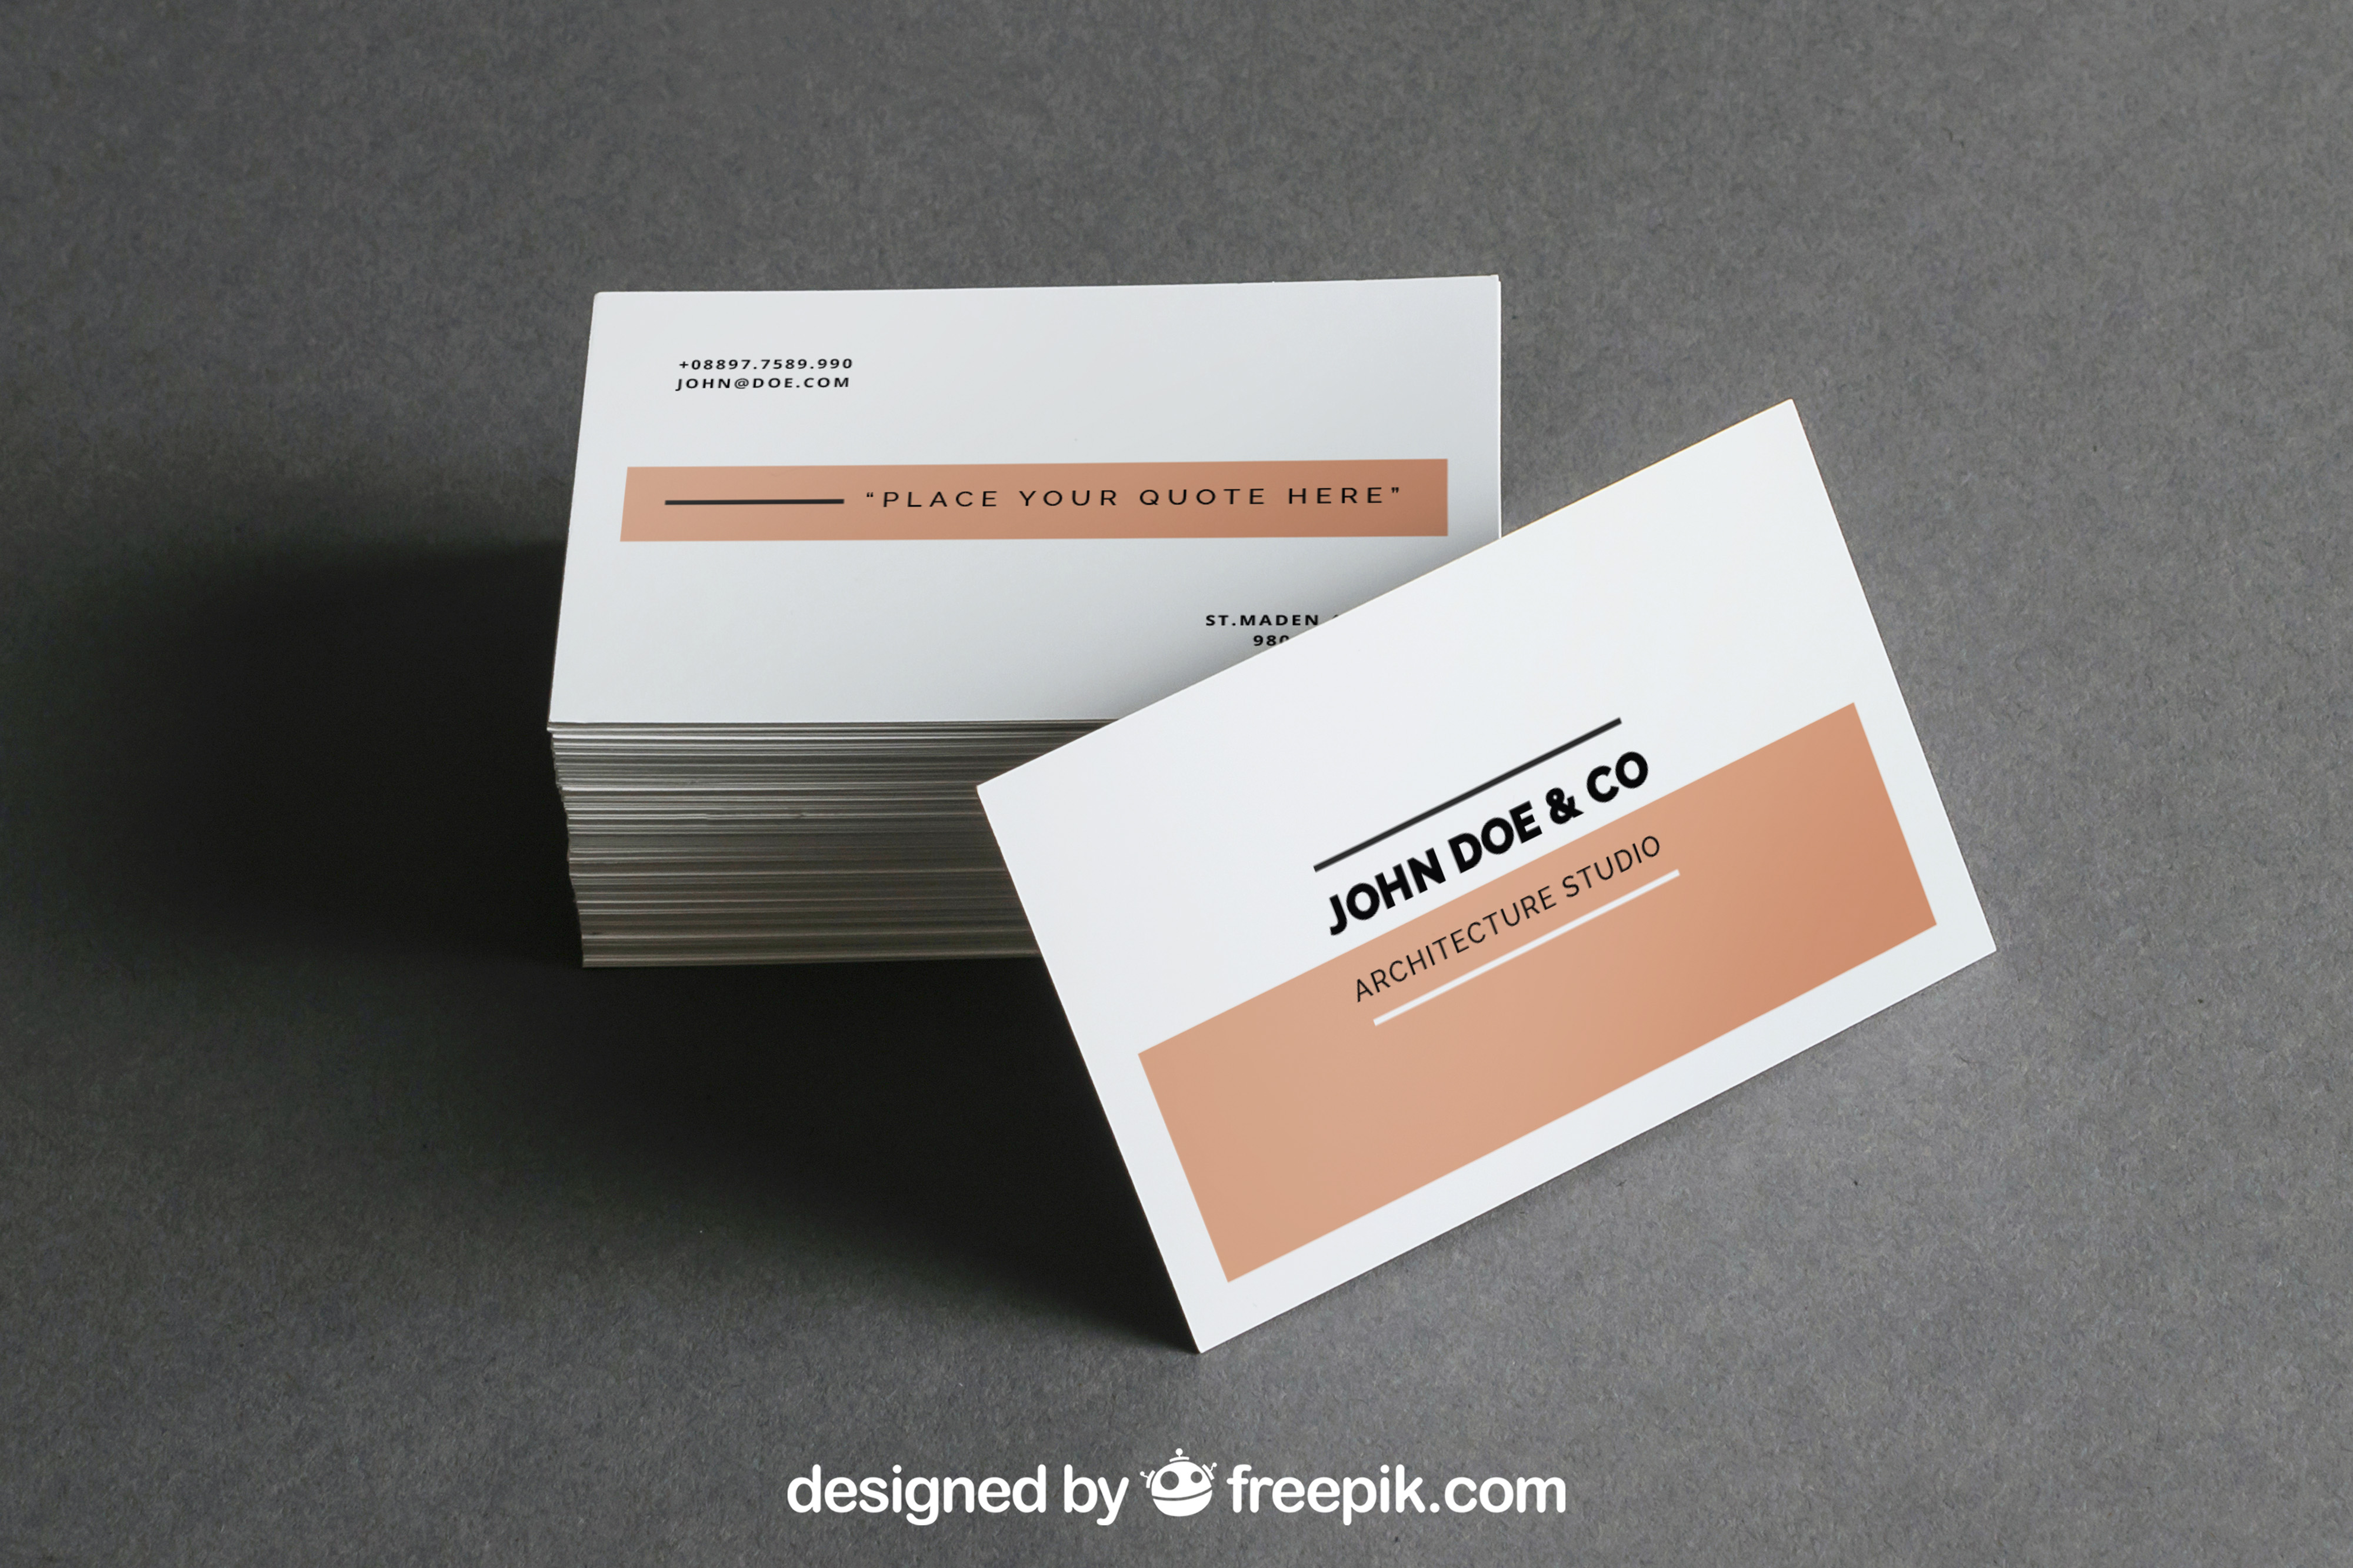 +08897.7589.990
JOHN@DOE.COM
“PLACE YOUR QUOTE HERE”
ST.MADEN
980
JOHN DOE & CO
ARCHITECTURE STUDIO
designed by freepik.com